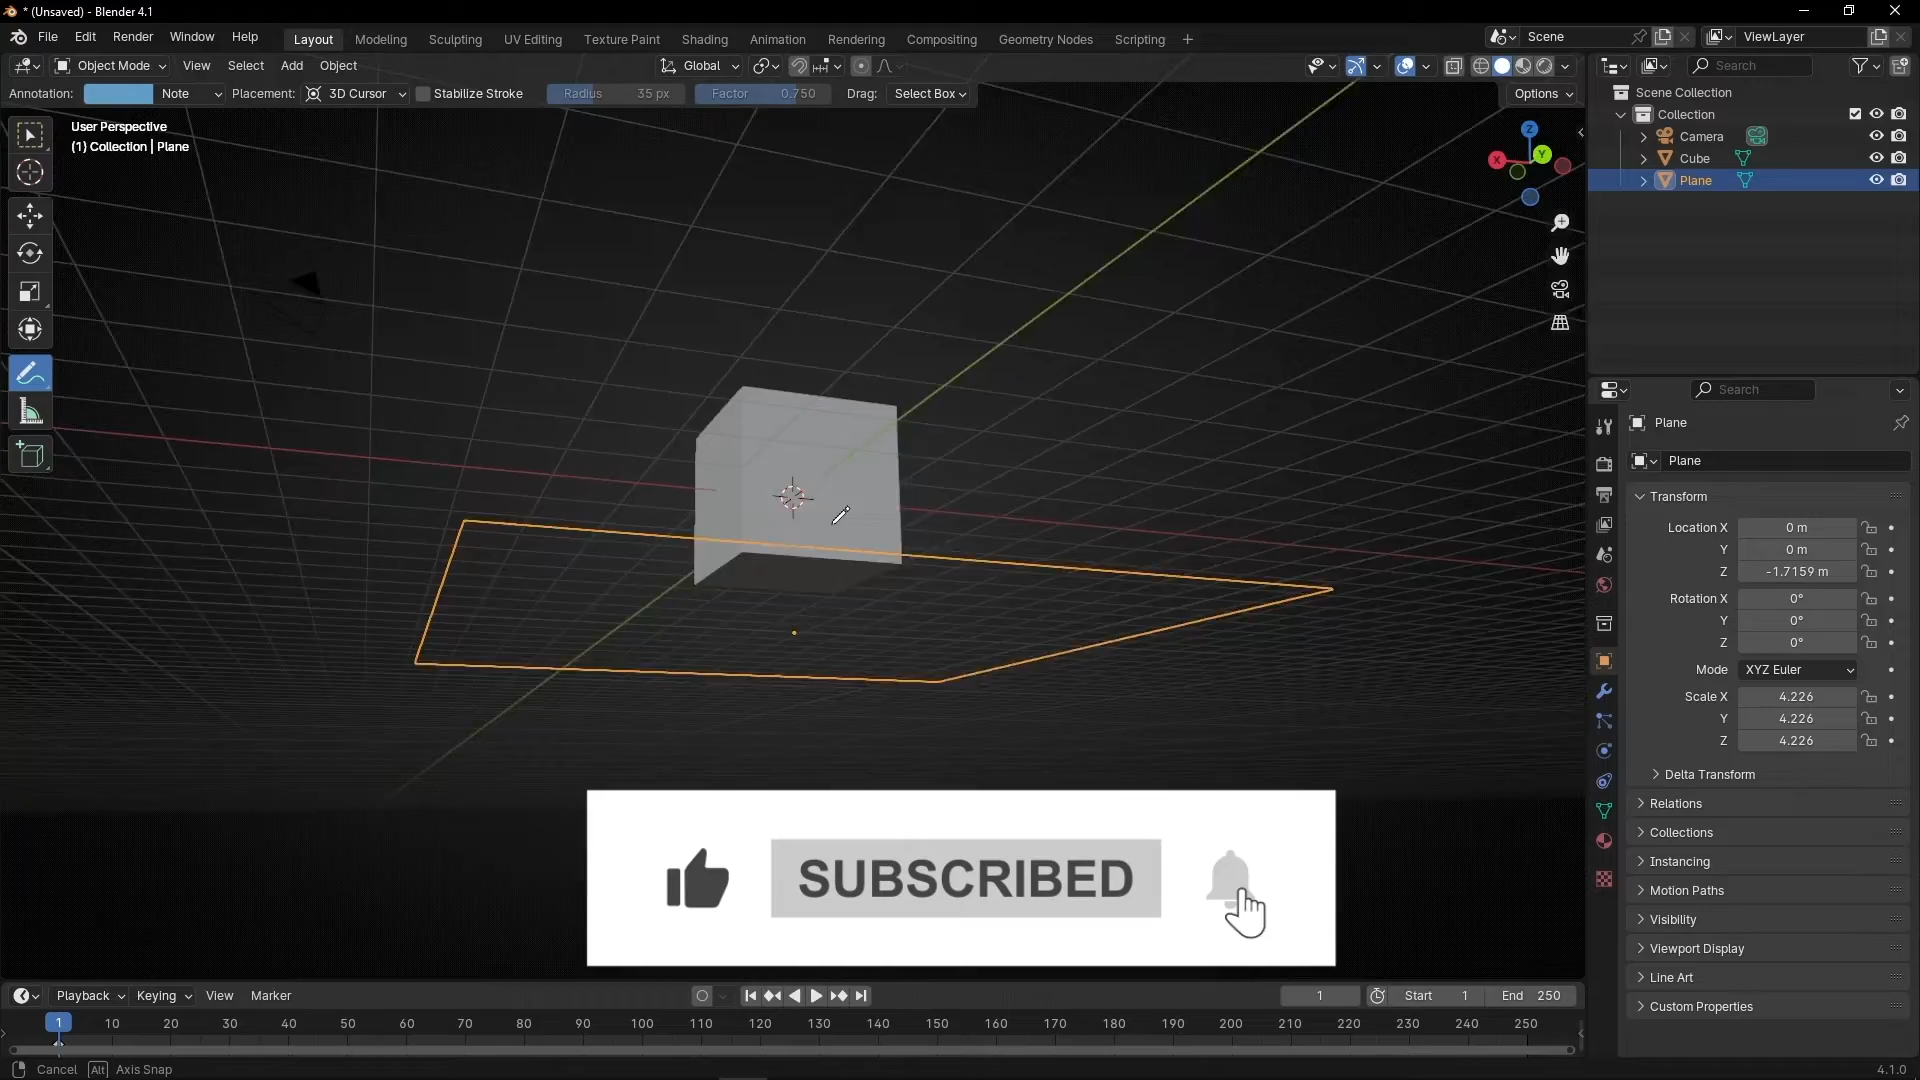 * (Unsaved) - Blender 4.1
File Edit Render Window Help Layout Modeling Sculpting UV Editing Texture Paint Shading Animation Rendering Compositing Geometry Nodes Scripting + Scene ViewLayer
Object Mode View Select Add Object Global Search
Annotation: Note Placement: 3D Cursor Stabilize Stroke Radius 35 px Factor 0.750 Drag: Select Box Options
User Perspective
(1) Collection | Plane
Z
X
Y
Scene Collection
Collection
Camera
Cube
Plane
Search
Plane
Plane
Transform
Location X 0 m
Y 0 m
Z -1.7159 m
Rotation X 0°
Y 0°
Z 0°
Mode XYZ Euler
Scale X 4.226
Y 4.226
Z 4.226
Delta Transform
Relations
Collections
Instancing
Motion Paths
Visibility
Viewport Display
Line Art
Custom Properties
SUBSCRIBED
Playback Keying View Marker 1 Start 1 End 250
1 10 20 30 40 50 60 70 80 90 100 110 120 130 140 150 160 170 180 190 200 210 220 230 240 250
Cancel Alt Axis Snap 4.1.0